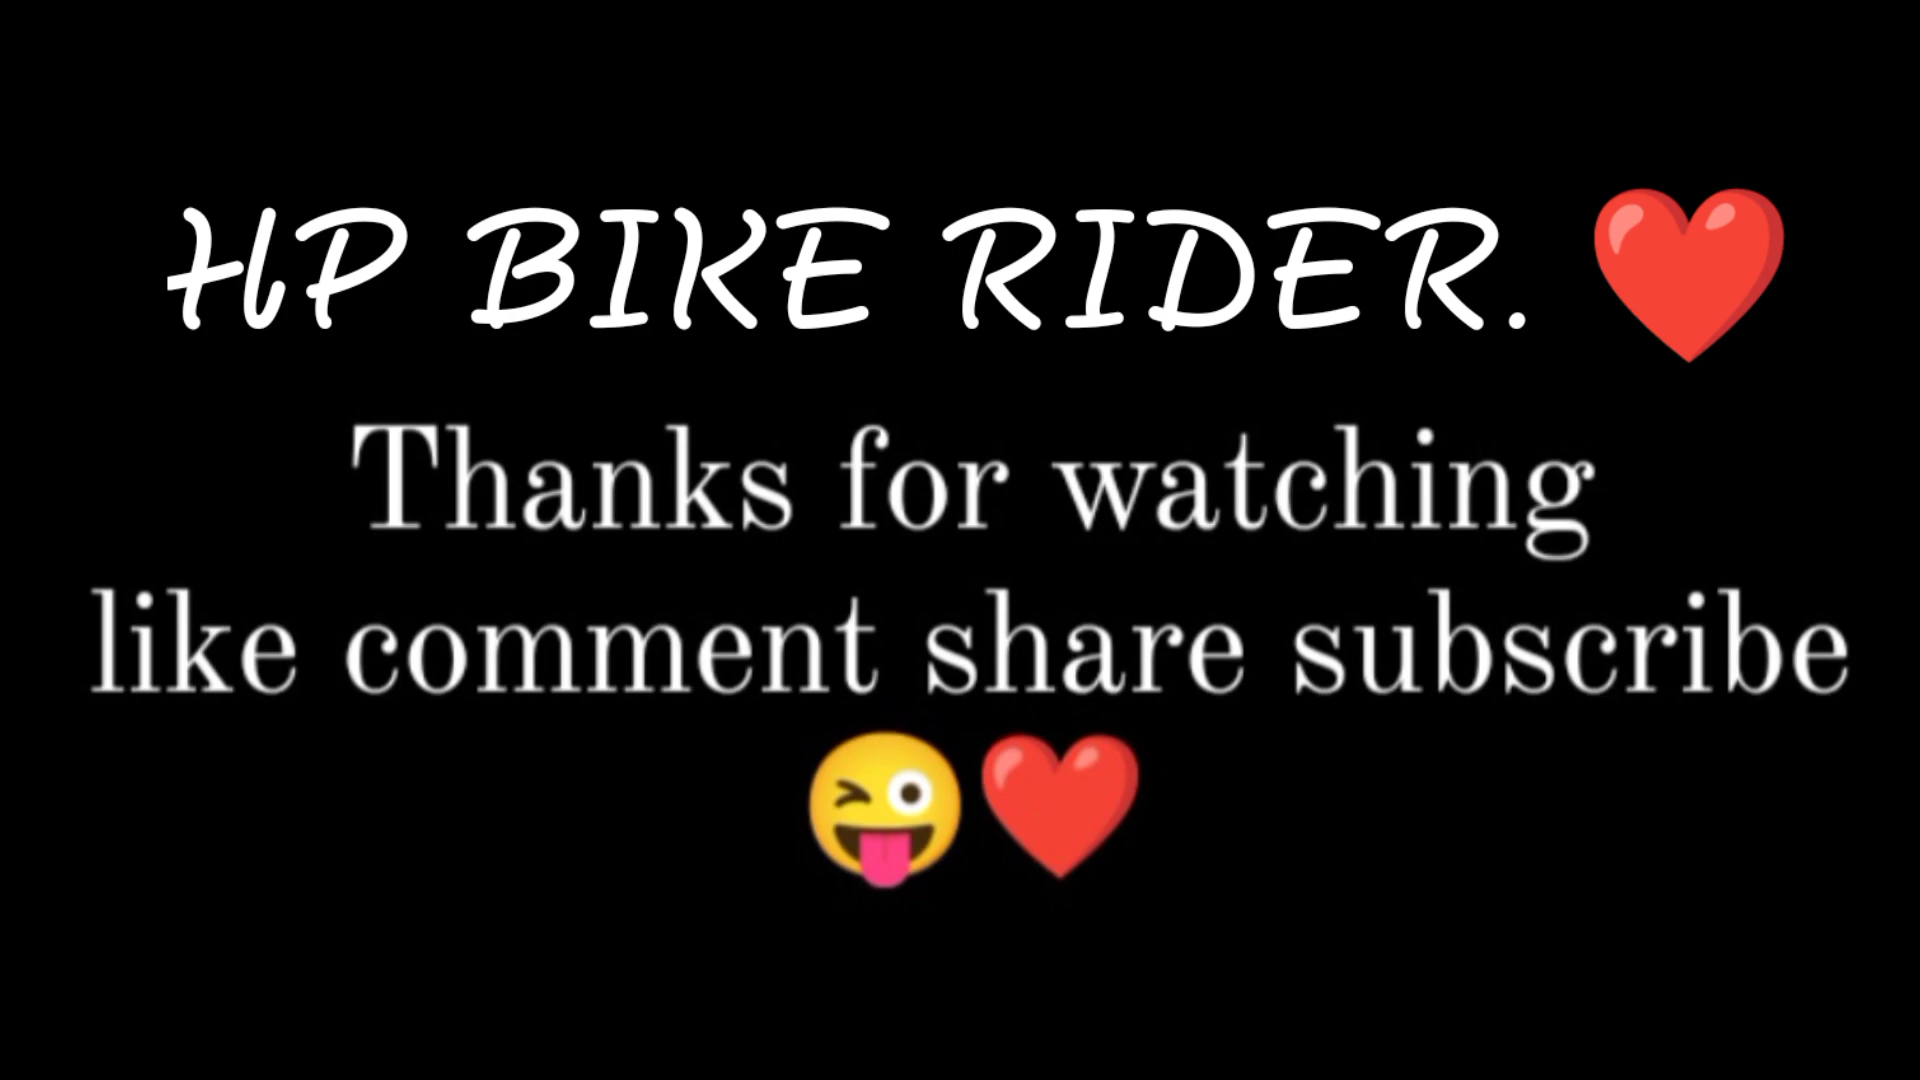 HP BIKE RIDER. ❤️
Thanks for watching
like comment share subscribe
😜❤️